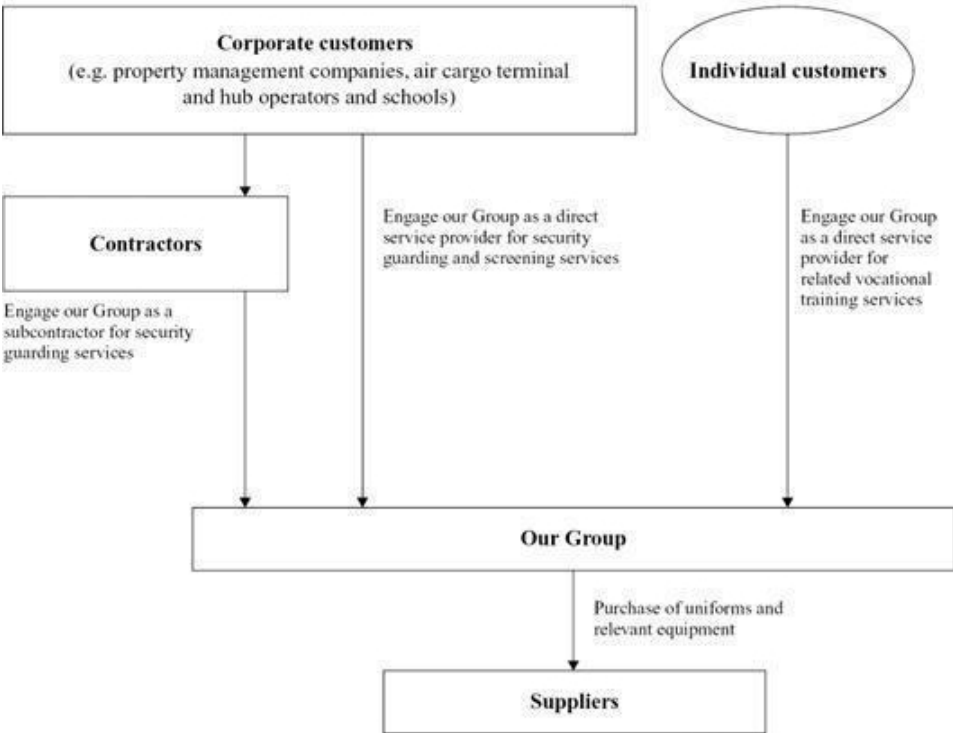 Corporate customers
(e.g. property management companies, air cargo terminal
and hub operators and schools)
Individual customers
Contractors
Engage our Group as a direct
service provider for security
guarding and screening services
Engage our Group
as a direct service
provider for
related vocational
training services
Engage our Group as a
subcontractor for security
guarding services
Our Group
Purchase of uniforms and
relevant equipment
Suppliers